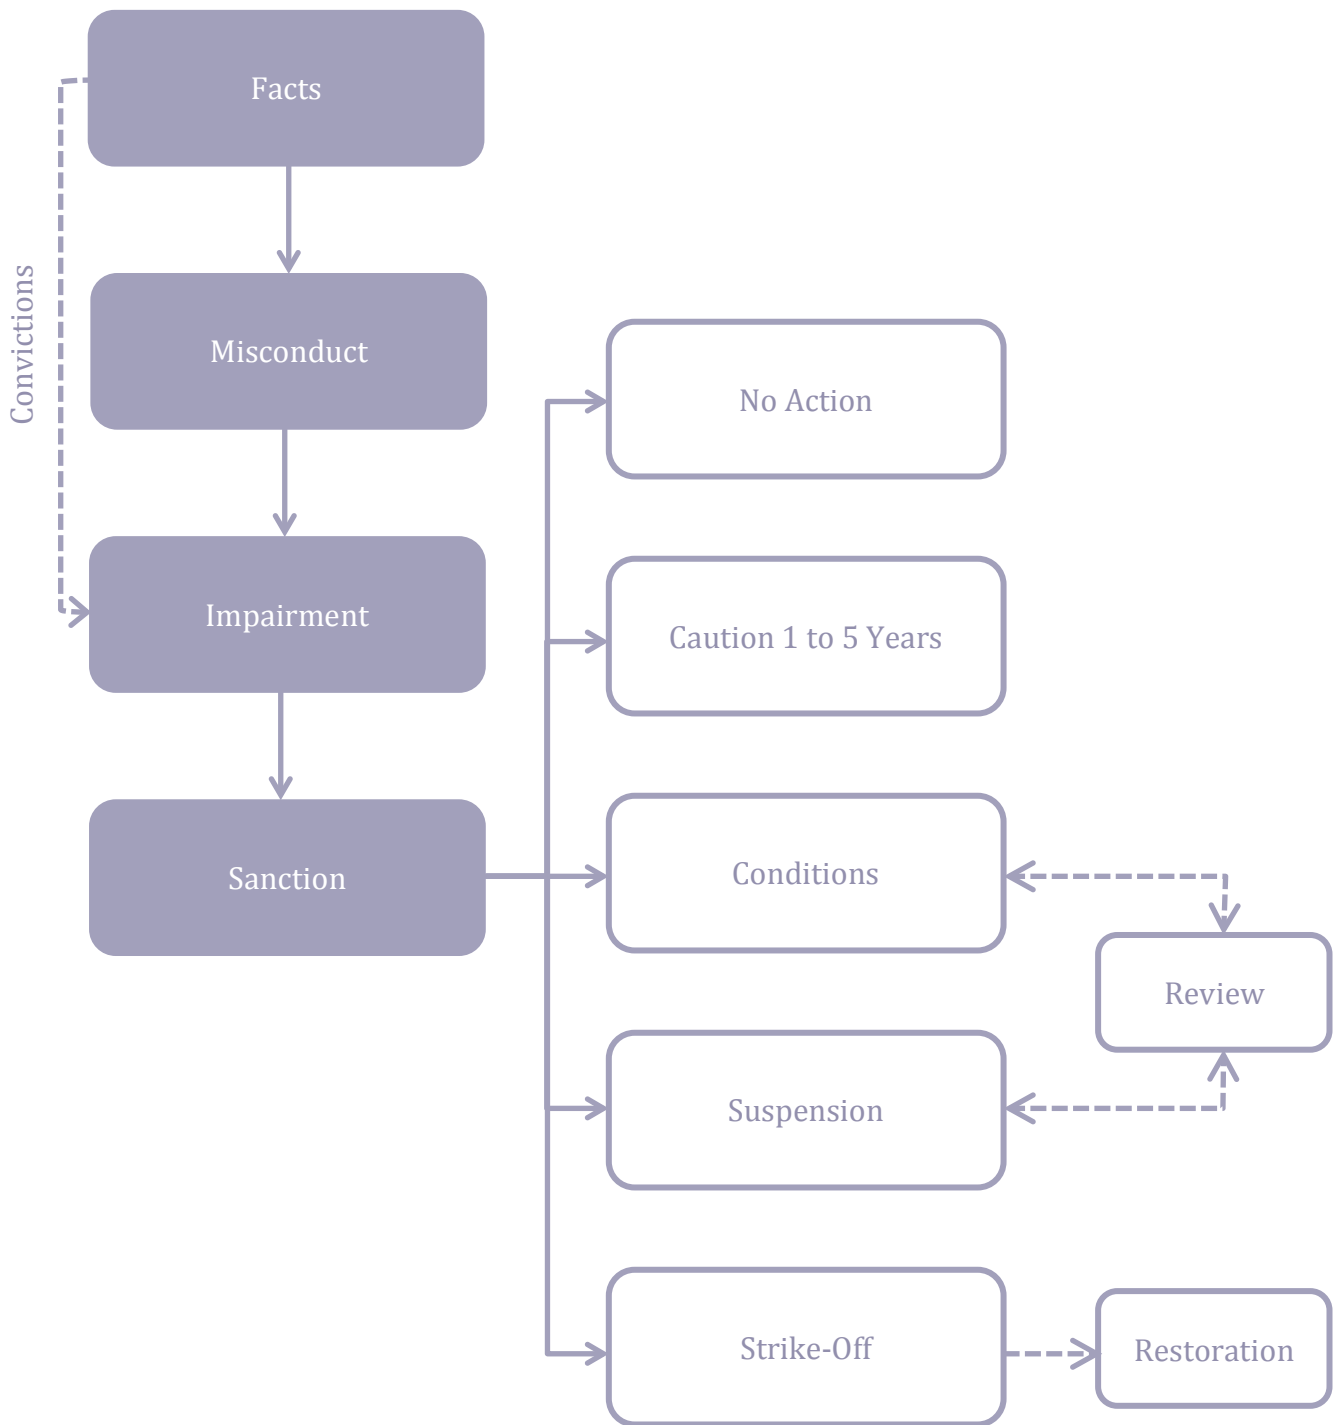 Facts
Convictions
Misconduct
No Action
Impairment
Caution 1 to 5 Years
Sanction
Conditions
Review
Suspension
Strike-Off
Restoration